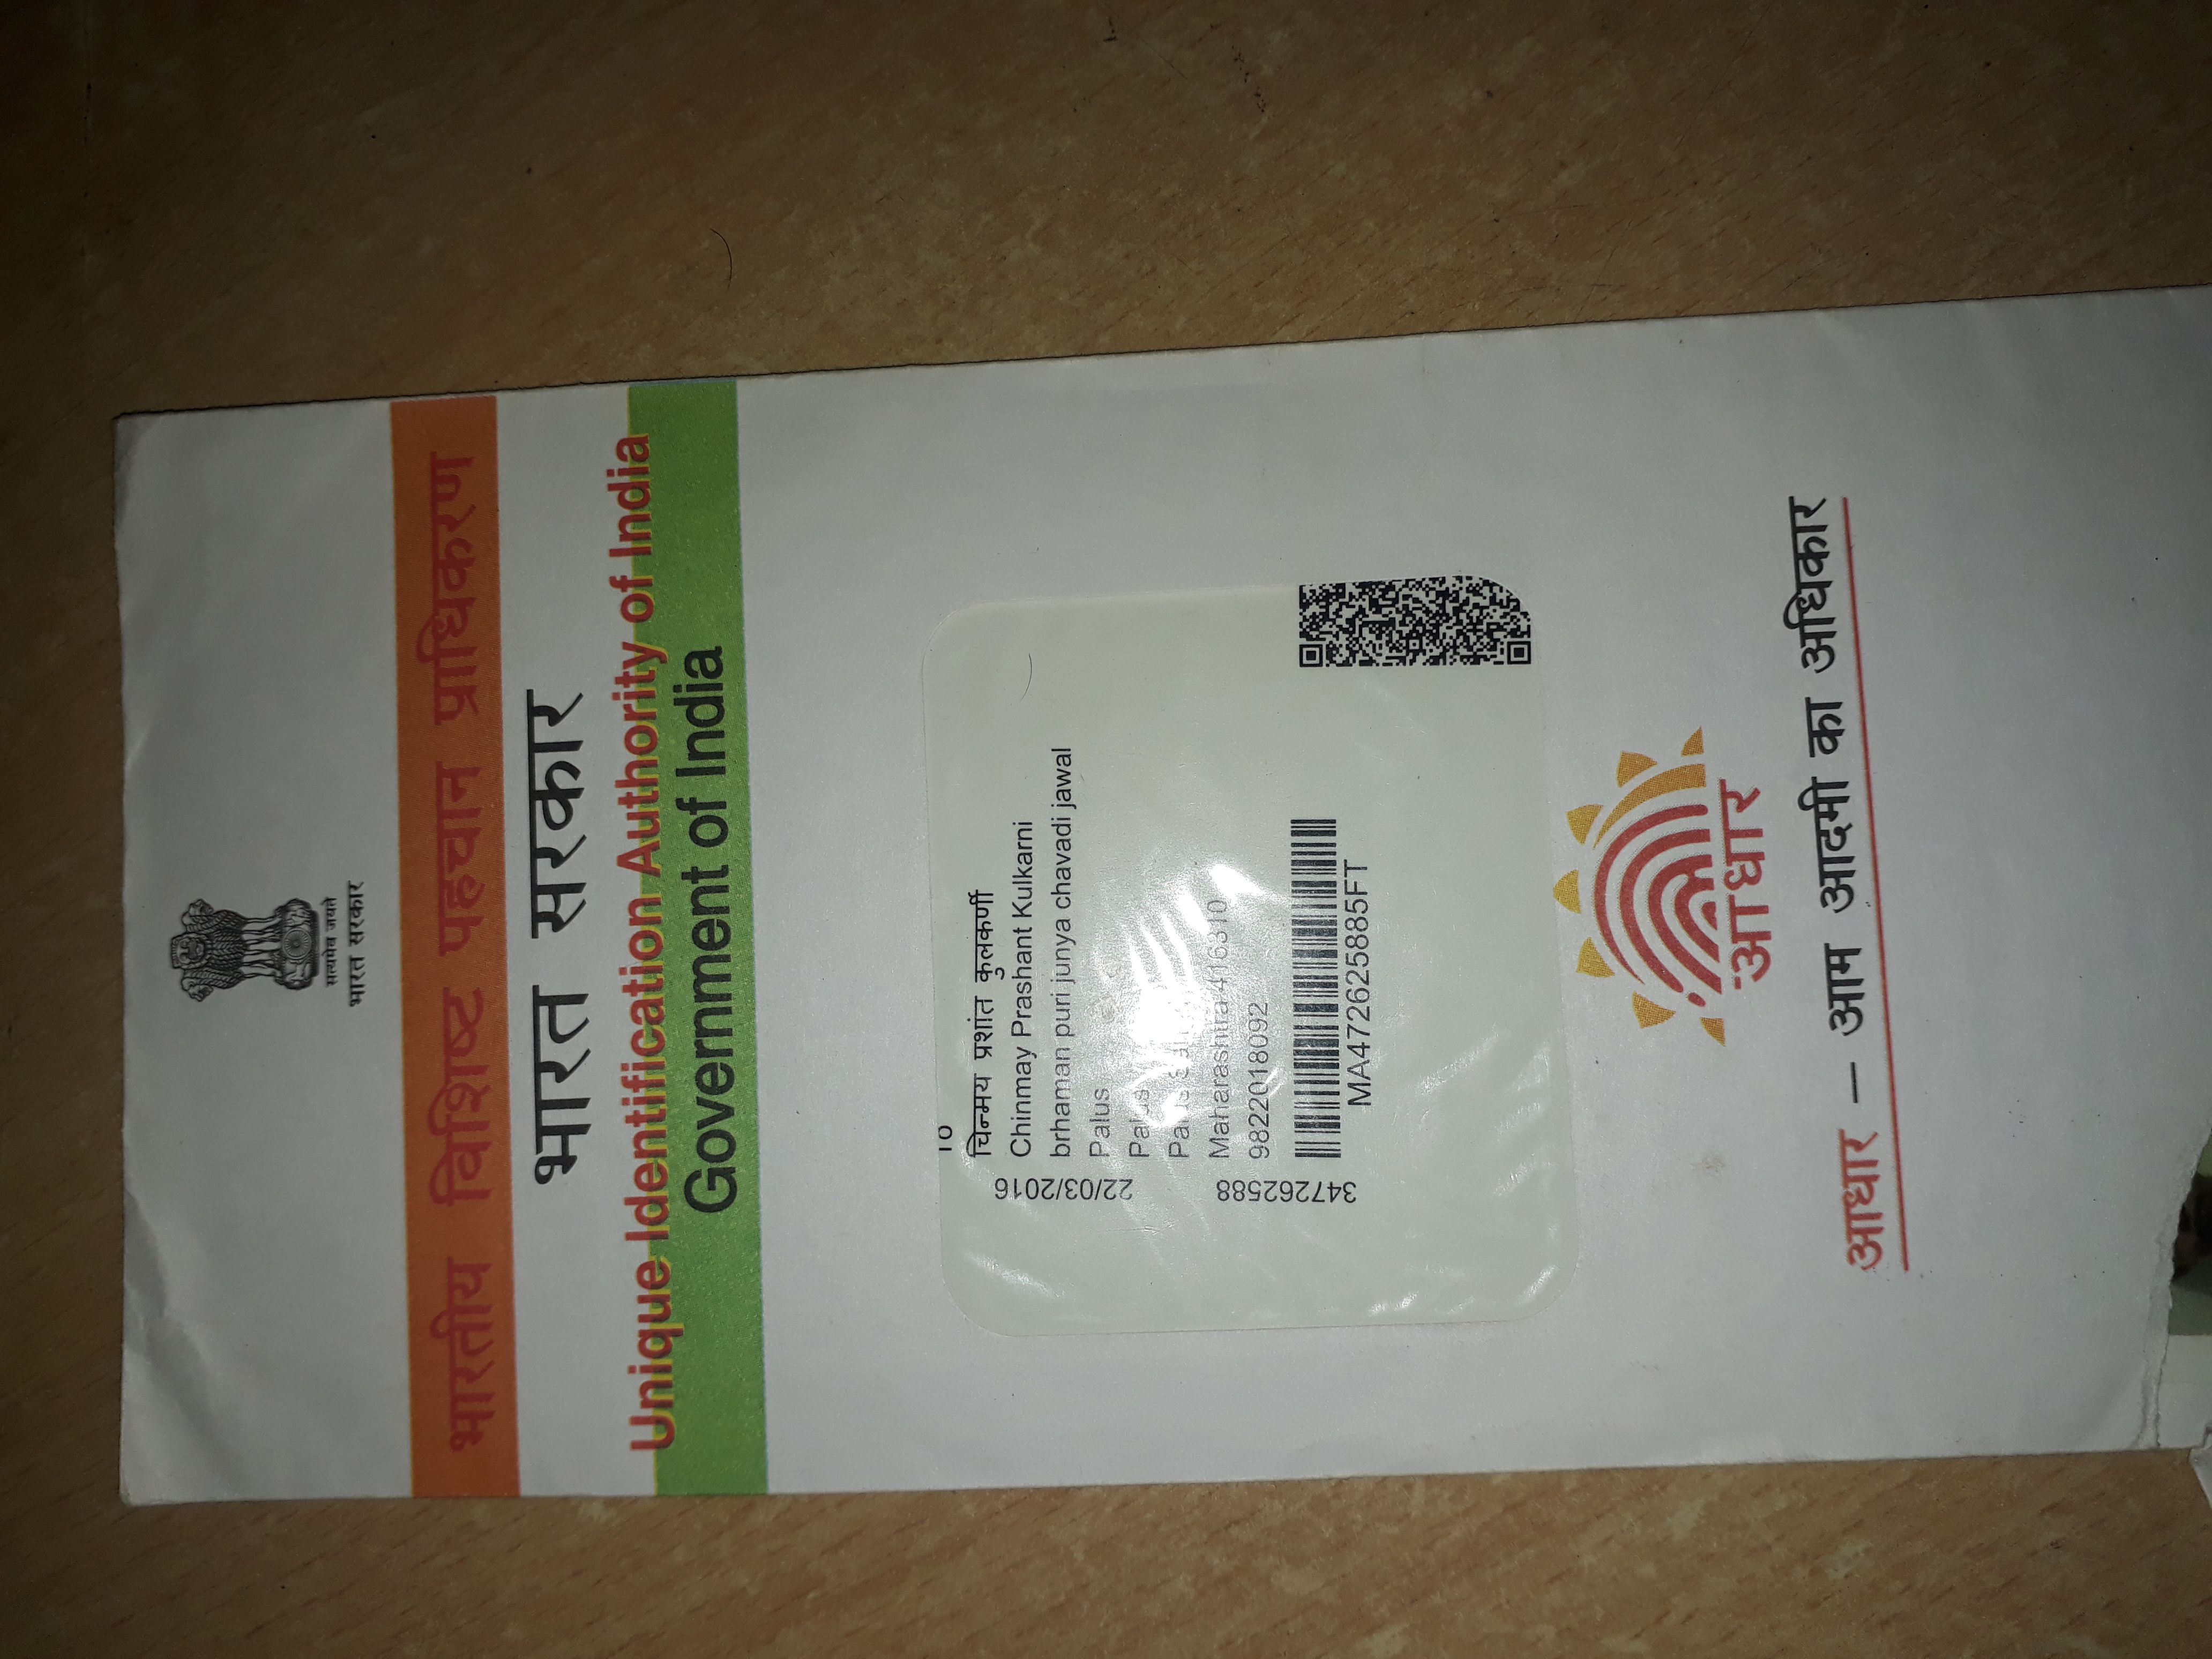 सत्यमेव जयते
भारत सरकार
भारतीय विशिष्ट पहचान प्राधिकरण
भारत सरकार
Unique Identification Authority of India
Government of India
To
चिन्मय प्रशांत कुलकर्णी
Chinmay Prashant Kulkarni
brhaman puri junya chavadi jawal
Palus
Maharashtra 416310
9822018092
22/03/2016
347262588
MA472625885FT
आधार
आधार – आम आदमी का अधिकार